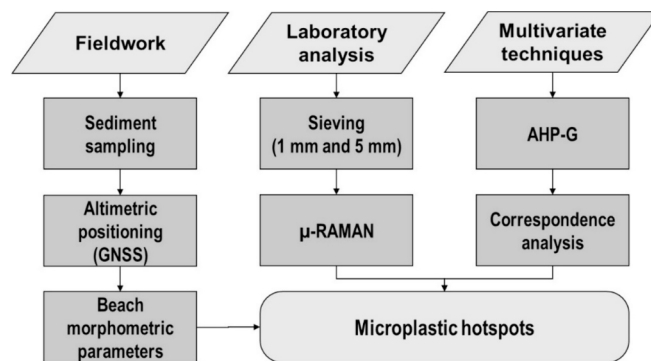 Fieldwork
Sediment
sampling
Altimetric
positioning
(GNSS)
Beach
morphometric
parameters
Laboratory
analysis
Sieving
(1 mm and 5 mm)
µ-RAMAN
Multivariate
techniques
AHP-G
Correspondence
analysis
Microplastic hotspots